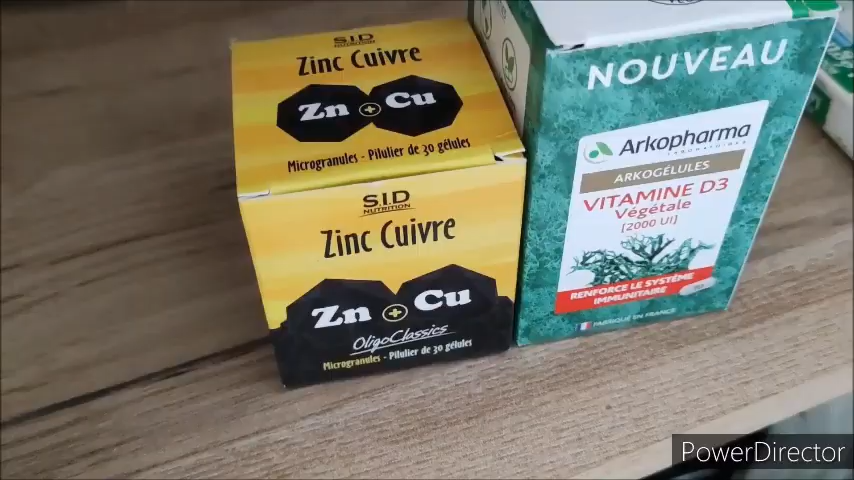 S.I.D
NUTRITION
Zinc Cuivre
Zn + Cu
Microgranules - Pilulier de 30 gélules
S.I.D
NUTRITION
Zinc Cuivre
Zn + Cu
OligoClassics
Microgranules - Pilulier de 30 gélules
NOUVEAU
Arkopharma
LABORATOIRES
ARKOGÉLULES
VITAMINE D3
Végétale
[2000 UI]
RENFORCE LE SYSTÈME
IMMUNITAIRE
FABRIQUÉ EN FRANCE
PowerDirector